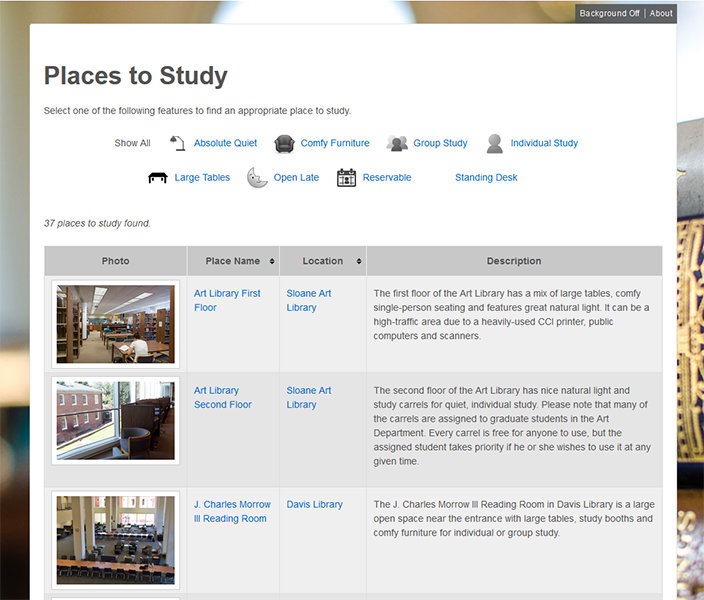 Background Off | About
Places to Study
Select one of the following features to find an appropriate place to study.
Show All Absolute Quiet Comfy Furniture Group Study Individual Study
Large Tables Open Late Reservable Standing Desk
37 places to study found.
Photo Place Name Location Description
Art Library First
Floor
Sloane Art
Library
The first floor of the Art Library has a mix of large tables, comfy
single-person seating and features great natural light. It can be a
high-traffic area due to a heavily-used CCI printer, public
computers and scanners.
Art Library
Second Floor
Sloane Art
Library
The second floor of the Art Library has nice natural light and
study carrels for quiet, individual study. Please note that many of
the carrels are assigned to graduate students in the Art
Department. Every carrel is free for anyone to use, but the
assigned student takes priority if he or she wishes to use it at any
given time.
J. Charles Morrow
III Reading Room
Davis Library
The J. Charles Morrow III Reading Room in Davis Library is a large
open space near the entrance with large tables, study booths and
comfy furniture for individual or group study.